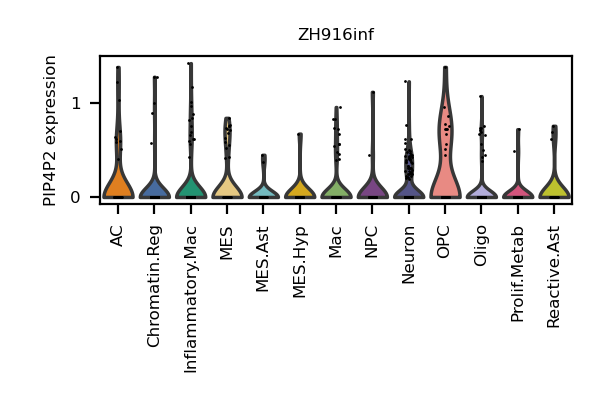 ZH916inf
PIP4P2 expression
1
0
AC
Chromatin.Reg
Inflammatory.Mac
MES
MES.Ast
MES.Hyp
Mac
NPC
Neuron
OPC
Oligo
Prolif.Metab
Reactive.Ast